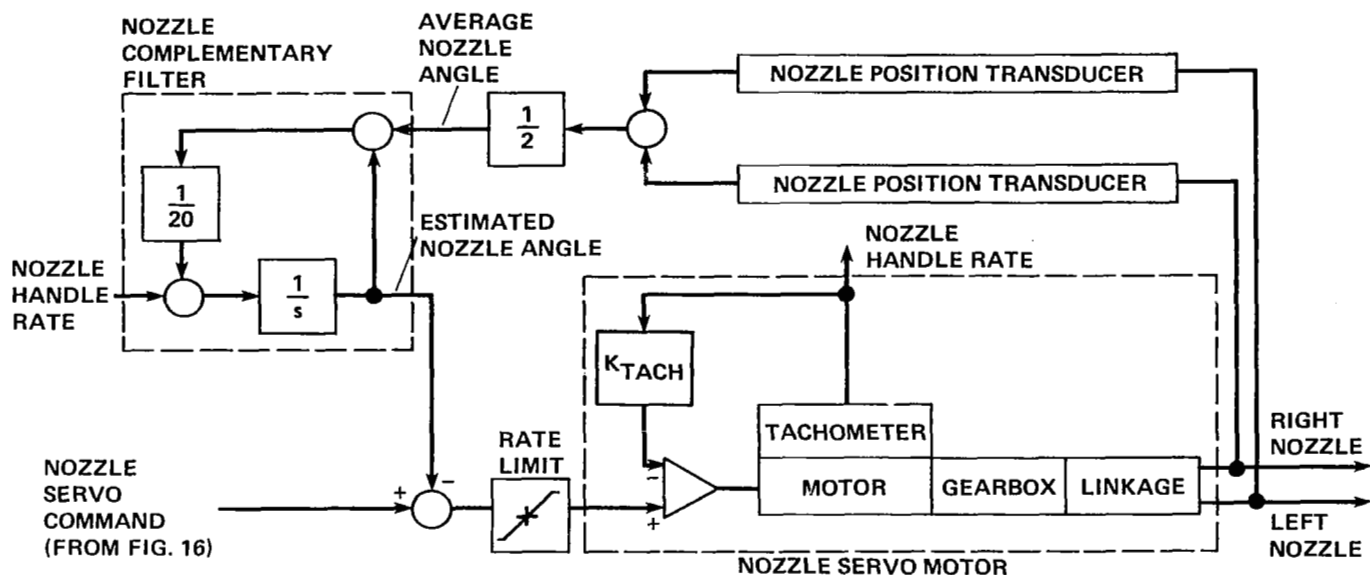 NOZZLE
COMPLEMENTARY
FILTER
AVERAGE
NOZZLE
ANGLE
NOZZLE POSITION TRANSDUCER
1
2
NOZZLE POSITION TRANSDUCER
1
20
ESTIMATED
NOZZLE ANGLE
NOZZLE
HANDLE RATE
NOZZLE
HANDLE
RATE
1
s
KTACH
TACHOMETER
RATE
LIMIT
RIGHT
NOZZLE
NOZZLE
SERVO
COMMAND
(FROM FIG. 16)
+
−
−
+
MOTOR
GEARBOX
LINKAGE
LEFT
NOZZLE
NOZZLE SERVO MOTOR